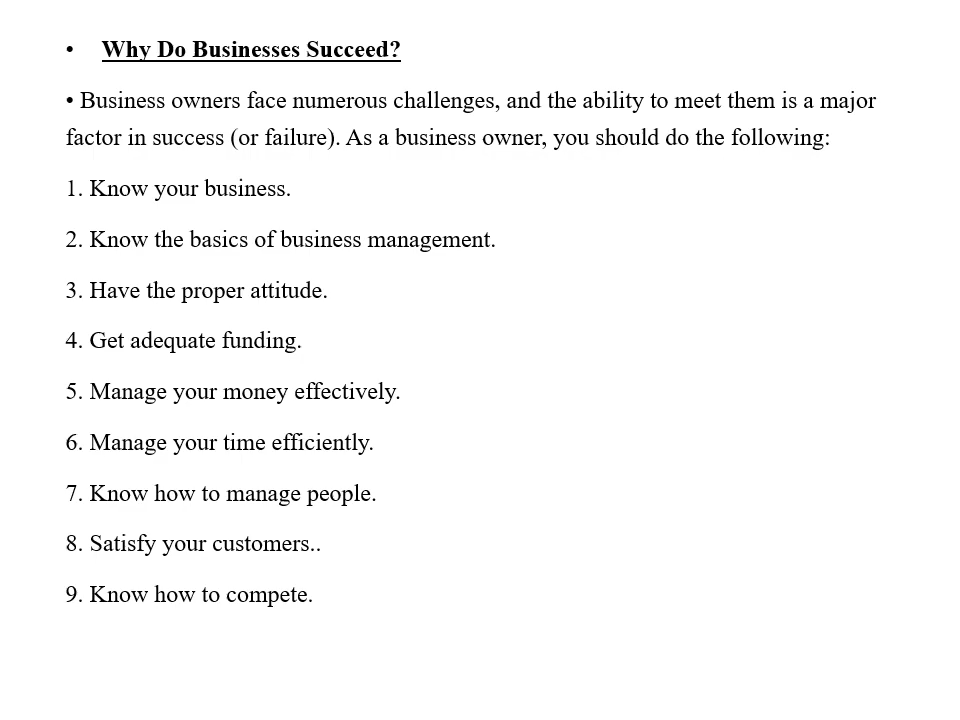 • Why Do Businesses Succeed?
• Business owners face numerous challenges, and the ability to meet them is a major
factor in success (or failure). As a business owner, you should do the following:
1. Know your business.
2. Know the basics of business management.
3. Have the proper attitude.
4. Get adequate funding.
5. Manage your money effectively.
6. Manage your time efficiently.
7. Know how to manage people.
8. Satisfy your customers..
9. Know how to compete.